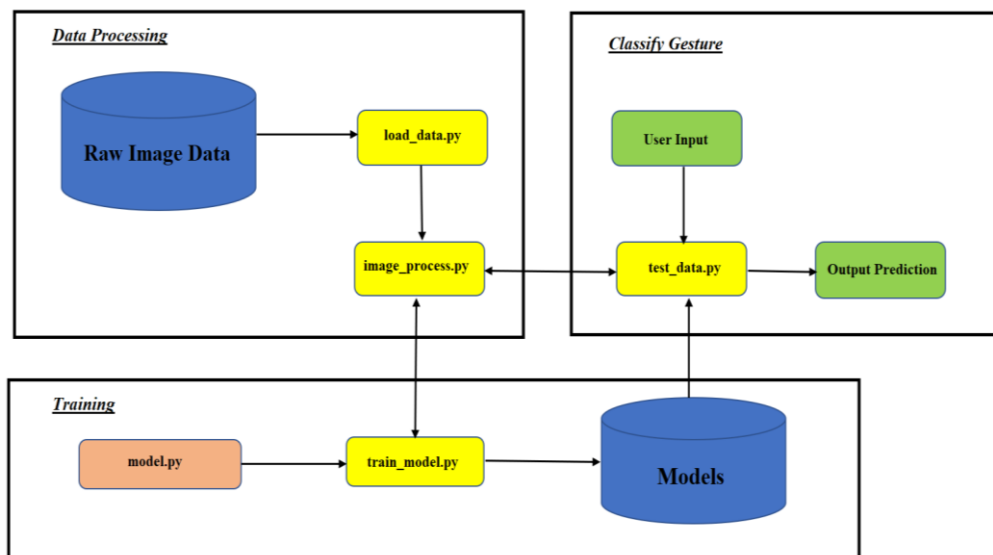 Data Processing
Raw Image Data
load_data.py
image_process.py
Classify Gesture
User Input
test_data.py
Output Prediction
Training
model.py
train_model.py
Models